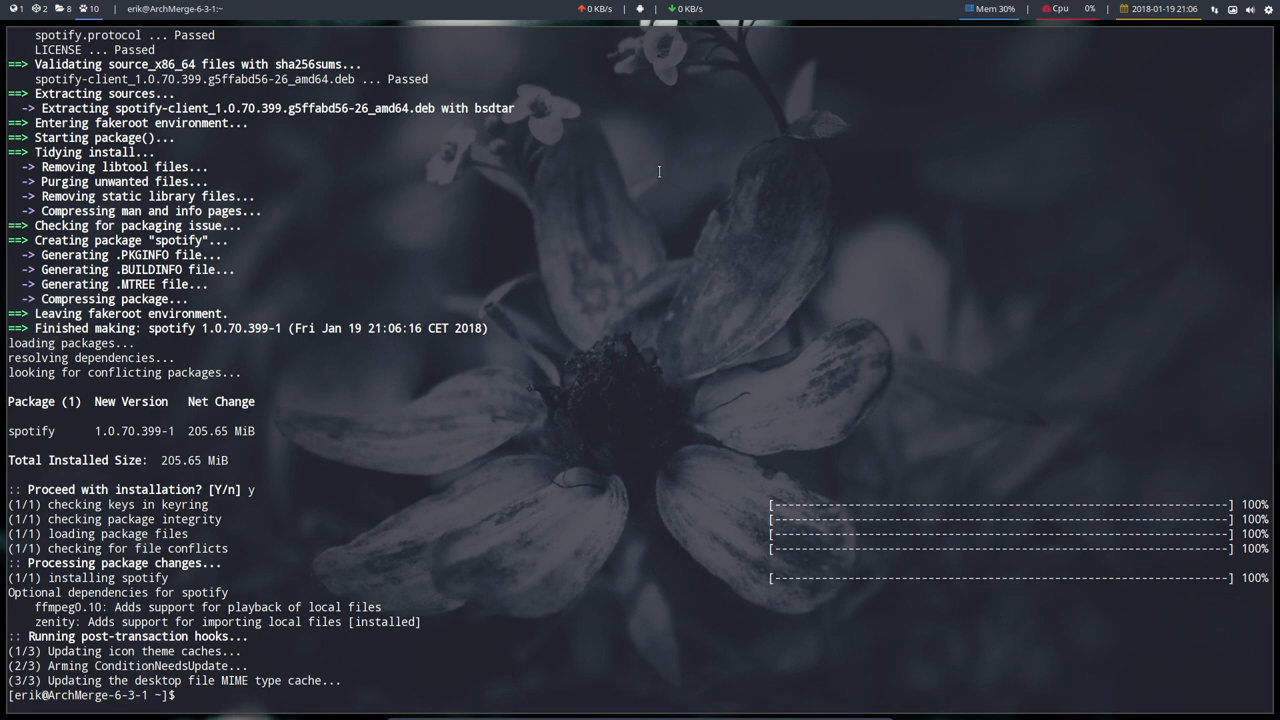 1 2 8 10 | erik@ArchMerge-6-3-1:~ 0 KB/s | | 0 KB/s Mem 30% | Cpu 0% | 2018-01-19 21:06
spotify.protocol ... Passed
LICENSE ... Passed
==> Validating source_x86_64 files with sha256sums...
spotify-client_1.0.70.399.g5ffabd56-26_amd64.deb ... Passed
==> Extracting sources...
-> Extracting spotify-client_1.0.70.399.g5ffabd56-26_amd64.deb with bsdtar
==> Entering fakeroot environment...
==> Starting package()...
==> Tidying install...
-> Removing libtool files...
-> Purging unwanted files...
-> Removing static library files...
-> Compressing man and info pages...
==> Checking for packaging issue...
==> Creating package "spotify"...
-> Generating .PKGINFO file...
-> Generating .BUILDINFO file...
-> Generating .MTREE file...
-> Compressing package...
==> Leaving fakeroot environment.
==> Finished making: spotify 1.0.70.399-1 (Fri Jan 19 21:06:16 CET 2018)
loading packages...
resolving dependencies...
looking for conflicting packages...
Package (1) New Version Net Change
spotify 1.0.70.399-1 205.65 MiB
Total Installed Size: 205.65 MiB
:: Proceed with installation? [Y/n] y
(1/1) checking keys in keyring [----------------------------------------------------------------------] 100%
(1/1) checking package integrity [----------------------------------------------------------------------] 100%
(1/1) loading package files [----------------------------------------------------------------------] 100%
(1/1) checking for file conflicts [----------------------------------------------------------------------] 100%
:: Processing package changes...
(1/1) installing spotify [----------------------------------------------------------------------] 100%
Optional dependencies for spotify
ffmpeg0.10: Adds support for playback of local files
zenity: Adds support for importing local files [installed]
:: Running post-transaction hooks...
(1/3) Updating icon theme caches...
(2/3) Arming ConditionNeedsUpdate...
(3/3) Updating the desktop file MIME type cache...
[erik@ArchMerge-6-3-1 ~]$